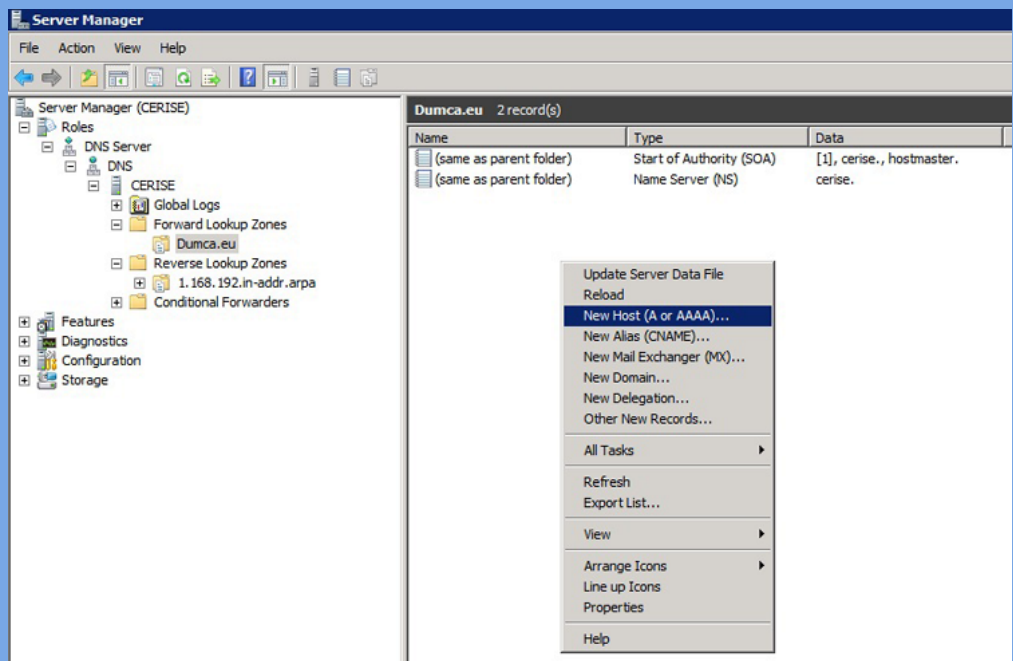 Server Manager
File Action View Help
Server Manager (CERISE)
Roles
DNS Server
DNS
CERISE
Global Logs
Forward Lookup Zones
Dumca.eu
Reverse Lookup Zones
1.168.192.in-addr.arpa
Conditional Forwarders
Features
Diagnostics
Configuration
Storage
Dumca.eu 2 record(s)
Name Type Data
(same as parent folder) Start of Authority (SOA) [1], cerise., hostmaster.
(same as parent folder) Name Server (NS) cerise.
Update Server Data File
Reload
New Host (A or AAAA)...
New Alias (CNAME)...
New Mail Exchanger (MX)...
New Domain...
New Delegation...
Other New Records...
All Tasks
Refresh
Export List...
View
Arrange Icons
Line up Icons
Properties
Help